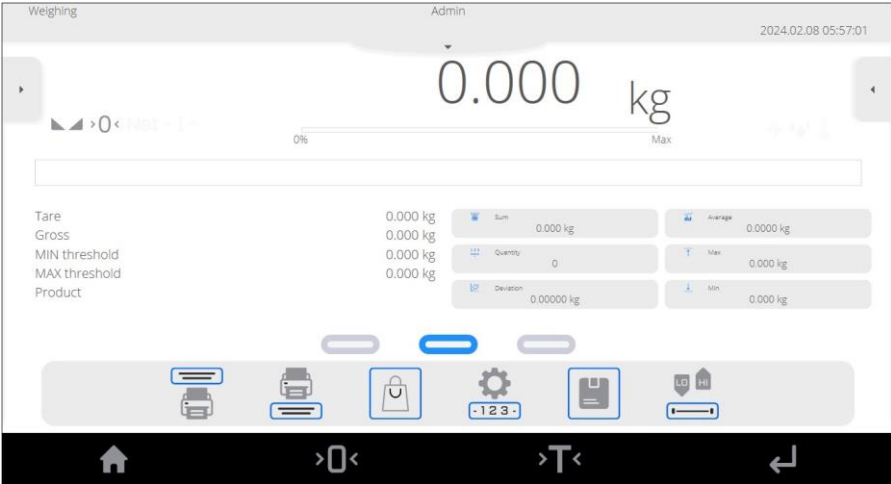 Weighing
Admin
2024.02.08 05:57:01
0.000 kg
>0<
0%
Max
Tare 0.000 kg
Gross 0.000 kg
MIN threshold 0.000 kg
MAX threshold 0.000 kg
Product
Sum
0.000 kg
Average
0.0000 kg
Quantity
0
Max
0.000 kg
Deviation
0.00000 kg
Min
0.000 kg
-123-
LO HI
>0<
>T<